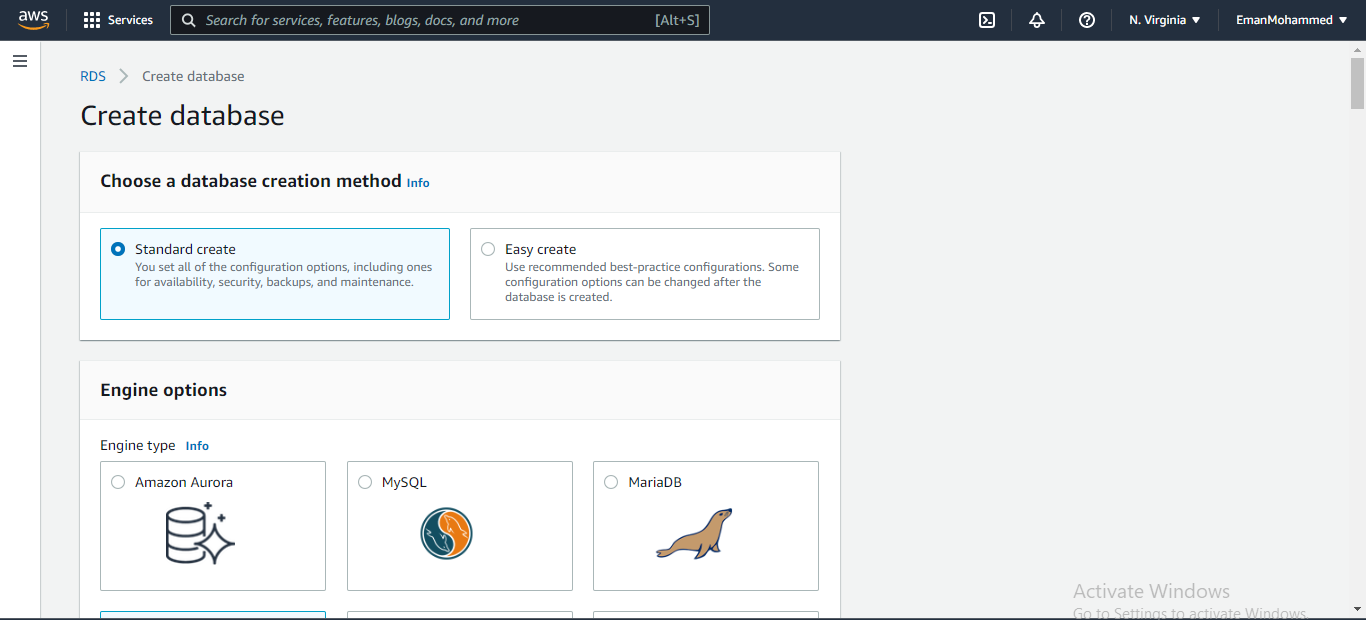 aws
Services
Search for services, features, blogs, docs, and more [Alt+S]
N. Virginia
EmanMohammed
RDS
Create database
Create database
Choose a database creation method Info
Standard create
You set all of the configuration options, including ones
for availability, security, backups, and maintenance.
Easy create
Use recommended best-practice configurations. Some
configuration options can be changed after the
database is created.
Engine options
Engine type Info
Amazon Aurora
MySQL
MariaDB
Activate Windows
Go to Settings to activate Windows.